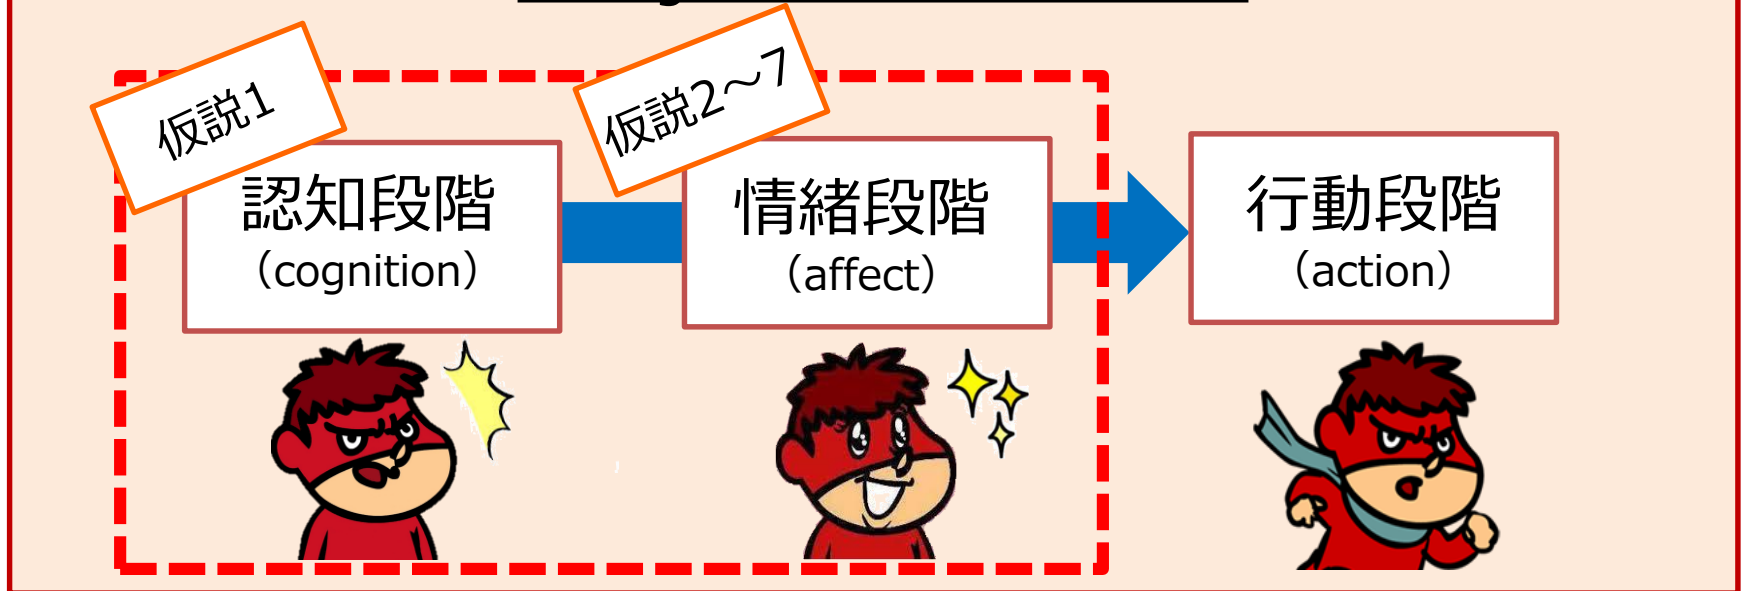 仮説1
仮説2～7
認知段階
（cognition）
情緒段階
（affect）
行動段階
（action）